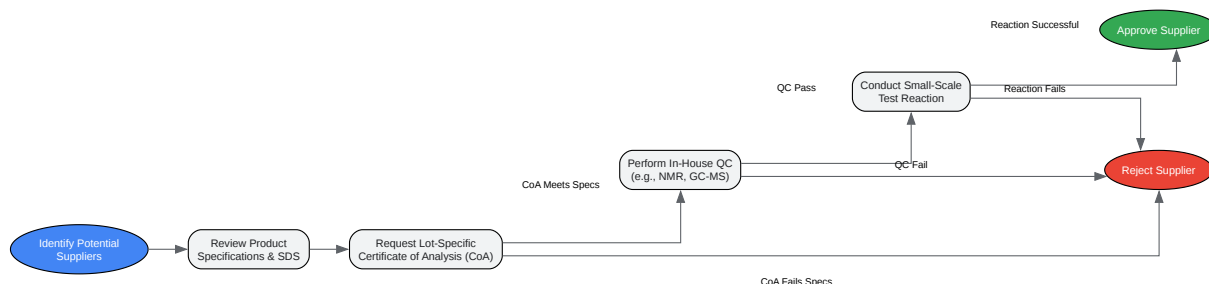 Reaction Successful
Approve Supplier
QC Pass
Conduct Small-Scale
Test Reaction
Reaction Fails
CoA Meets Specs
Perform In-House QC
(e.g., NMR, GC-MS)
QC Fail
Reject Supplier
Identify Potential
Suppliers
Review Product
Specifications & SDS
Request Lot-Specific
Certificate of Analysis (CoA)
CoA Fails Specs